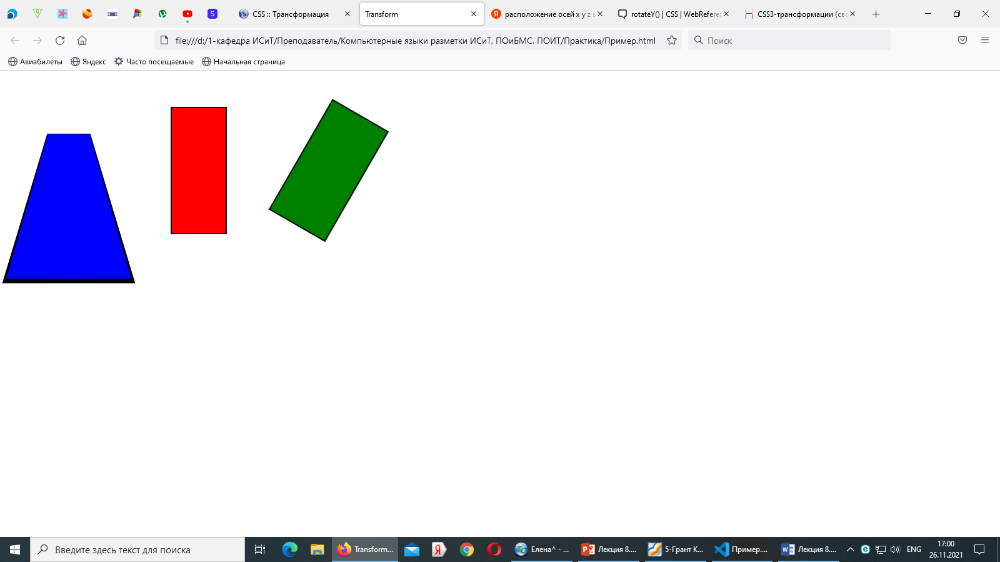 S
CSS :: Трансформация
Transform
Я расположение осей x y z в
rotateY() | CSS | WebRefere
CSS3-трансформации (сво
file:///d:/1-кафедра ИСиТ/Преподаватель/Компьютерные языки разметки ИСиТ, ПОиБМС, ПОИТ/Практика/Пример.html
Поиск
Авиабилеты
Яндекс
Часто посещаемые
Начальная страница
Введите здесь текст для поиска
Transform...
Я
Елена^ - ...
Лекция 8....
5-Грант К...
Пример....
Лекция 8....
ENG
17:00
26.11.2021